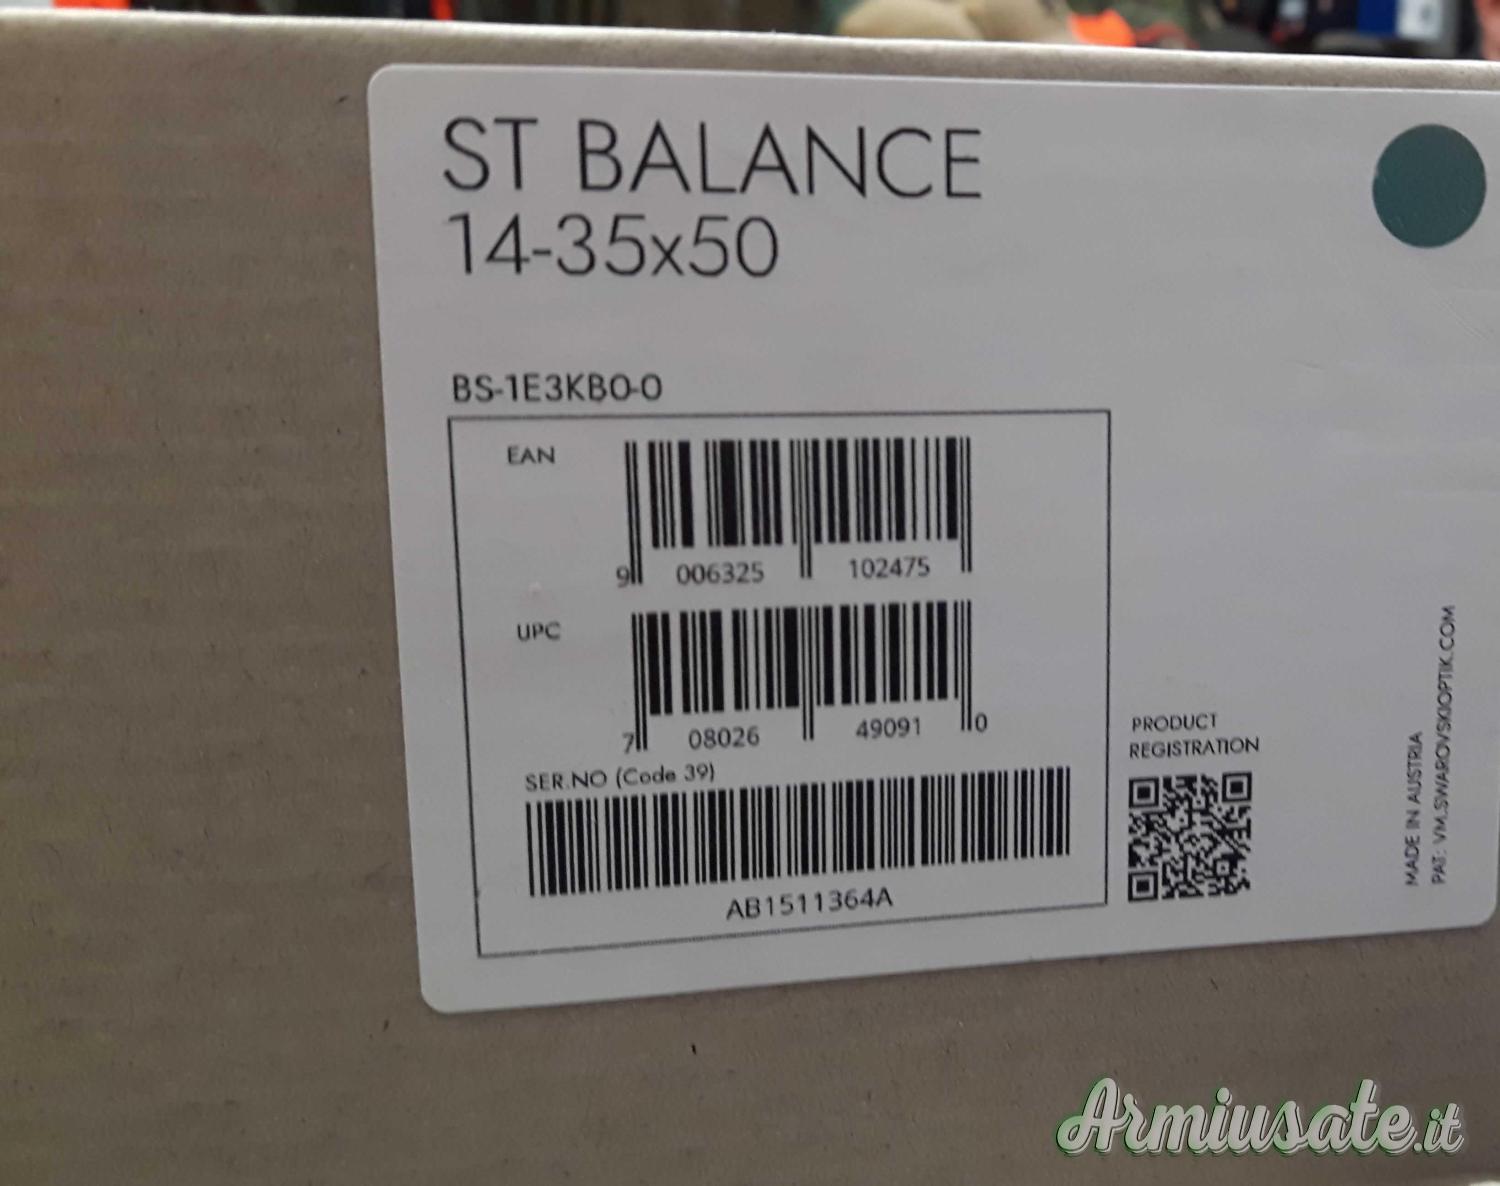 ST BALANCE
14-35x50
BS-1E3KB0-0
EAN
9 006325 102475
UPC
7 08026 49091 0
SER.NO (Code 39)
AB1511364A
PRODUCT
REGISTRATION
MADE IN AUSTRIA
PAT: VM.SWAROVSKIOPTIK.COM
Armiusate.it